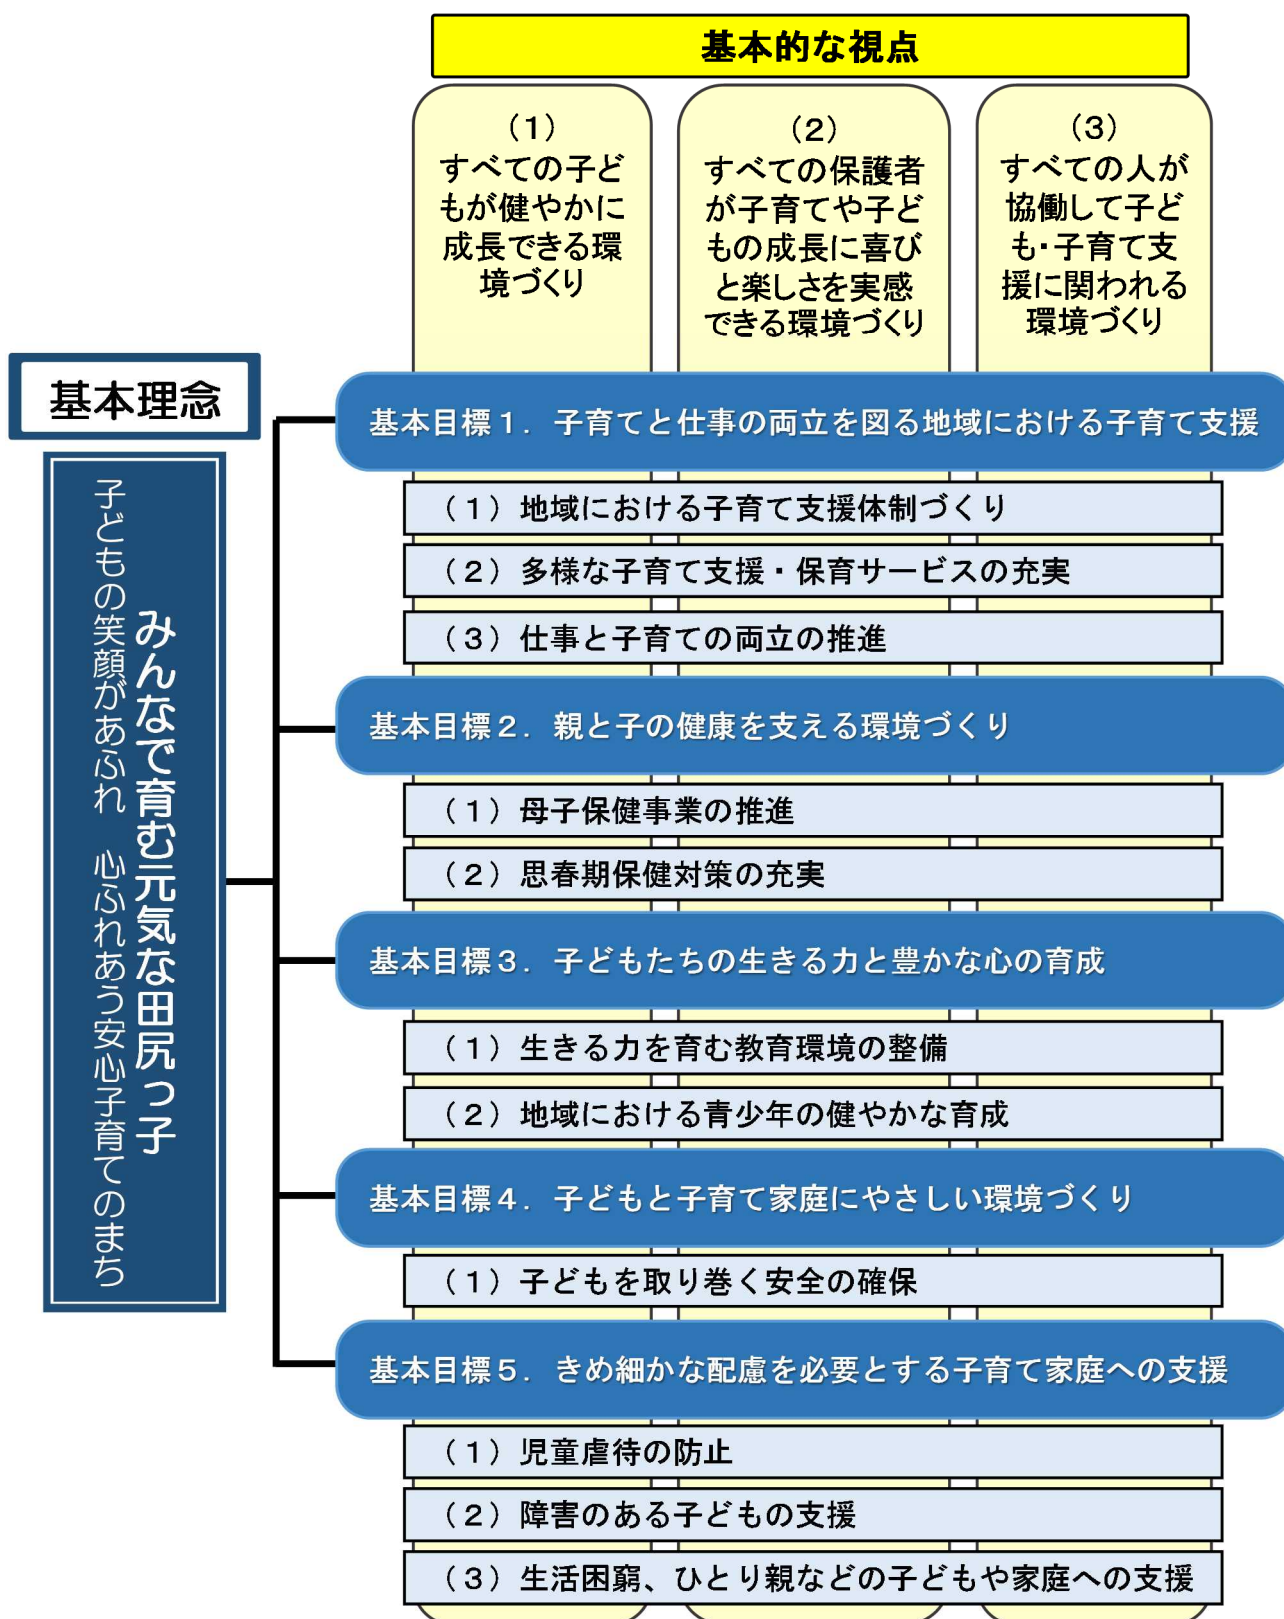 基本的な視点
（１）
すべての子ど
もが健やかに
成長できる環
境づくり
（２）
すべての保護者
が子育てや子ど
もの成長に喜び
と楽しさを実感
できる環境づくり
（３）
すべての人が
協働して子ど
も・子育て支
援に関われる
環境づくり
基本理念
みんなで育む元気な田尻っ子
子どもの笑顔があふれ　心ふれあう安心子育てのまち
基本目標１．子育てと仕事の両立を図る地域における子育て支援
（１）地域における子育て支援体制づくり
（２）多様な子育て支援・保育サービスの充実
（３）仕事と子育ての両立の推進
基本目標２．親と子の健康を支える環境づくり
（１）母子保健事業の推進
（２）思春期保健対策の充実
基本目標３．子どもたちの生きる力と豊かな心の育成
（１）生きる力を育む教育環境の整備
（２）地域における青少年の健やかな育成
基本目標４．子どもと子育て家庭にやさしい環境づくり
（１）子どもを取り巻く安全の確保
基本目標５．きめ細かな配慮を必要とする子育て家庭への支援
（１）児童虐待の防止
（２）障害のある子どもの支援
（３）生活困窮、ひとり親などの子どもや家庭への支援